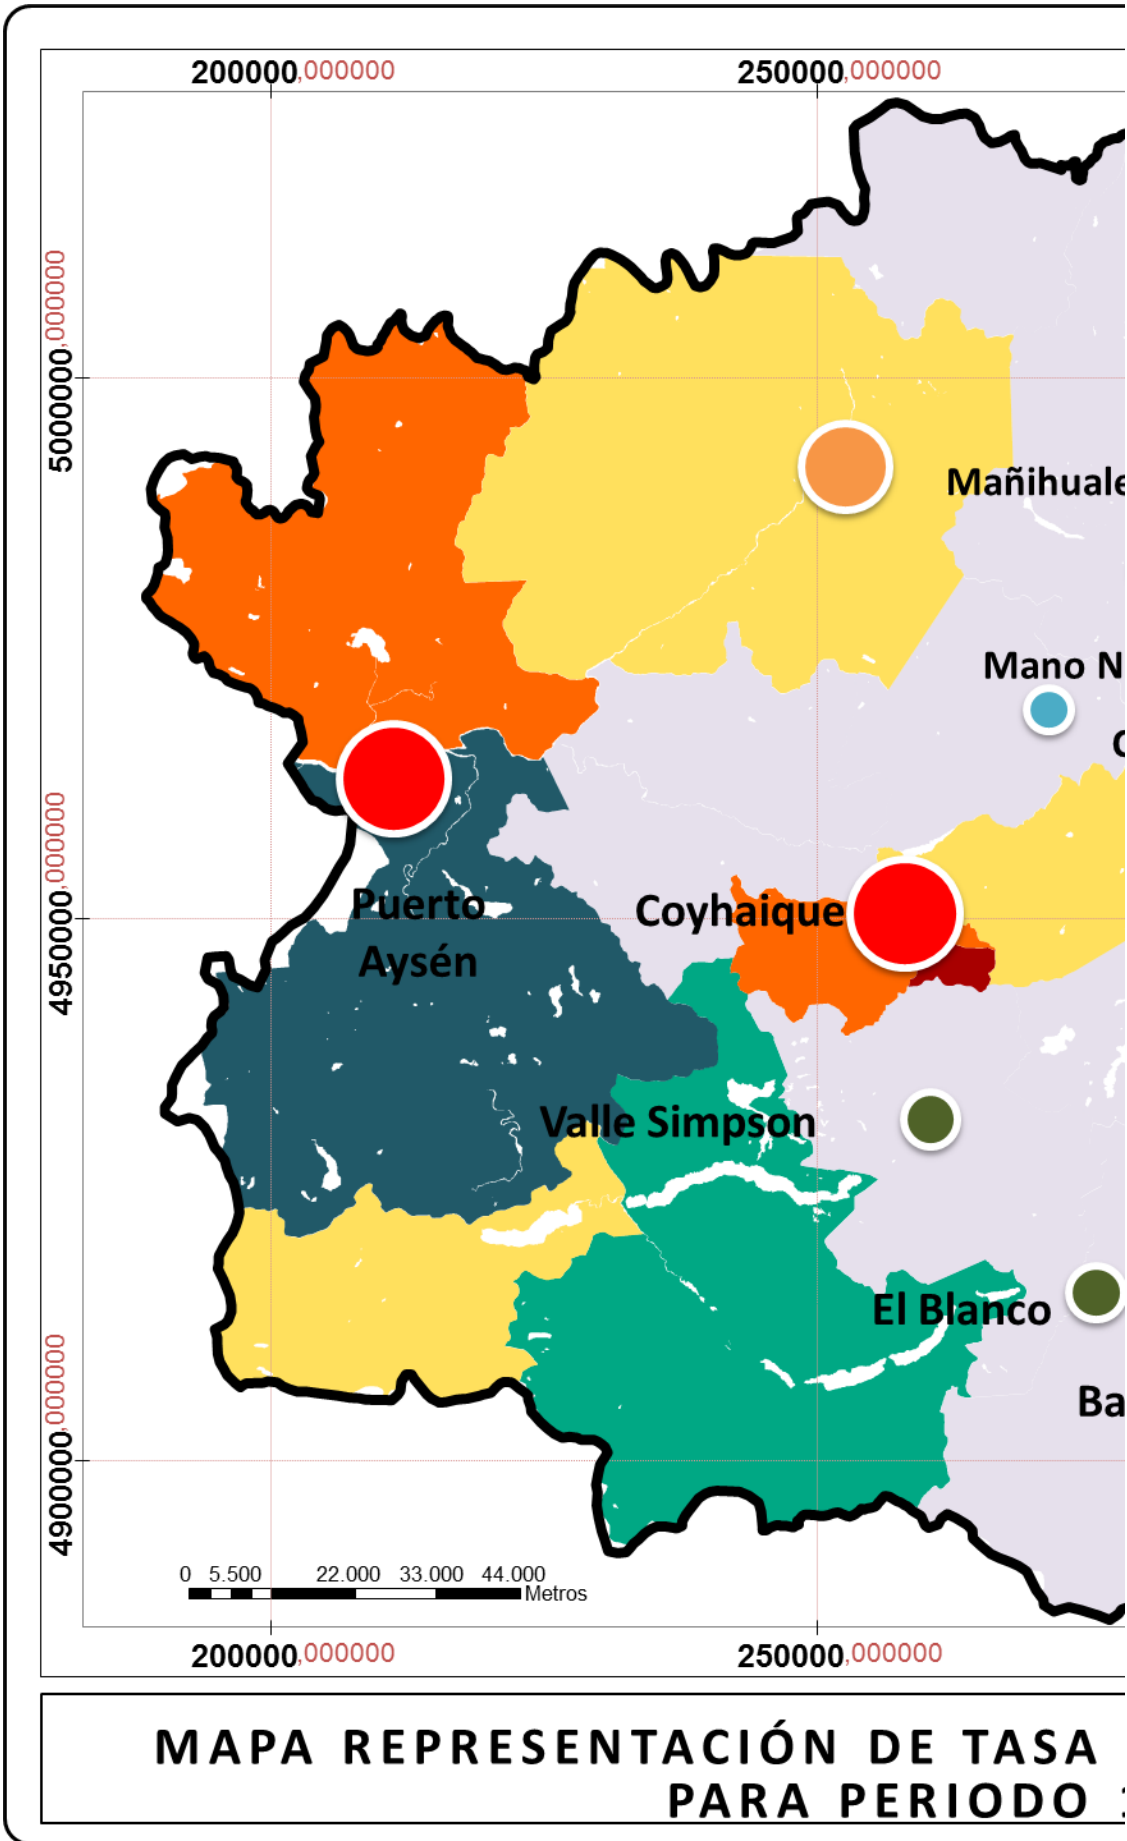 200000,000000 250000,000000
5000000,000000
Mañihuale
Mano N
4950000,000000
Puerto
Aysén
Coyhaique
Valle Simpson
El Blanco
Ba
4900000,000000
0 5.500 22.000 33.000 44.000
Metros
200000,000000 250000,000000
MAPA REPRESENTACIÓN DE TASA
PARA PERIODO